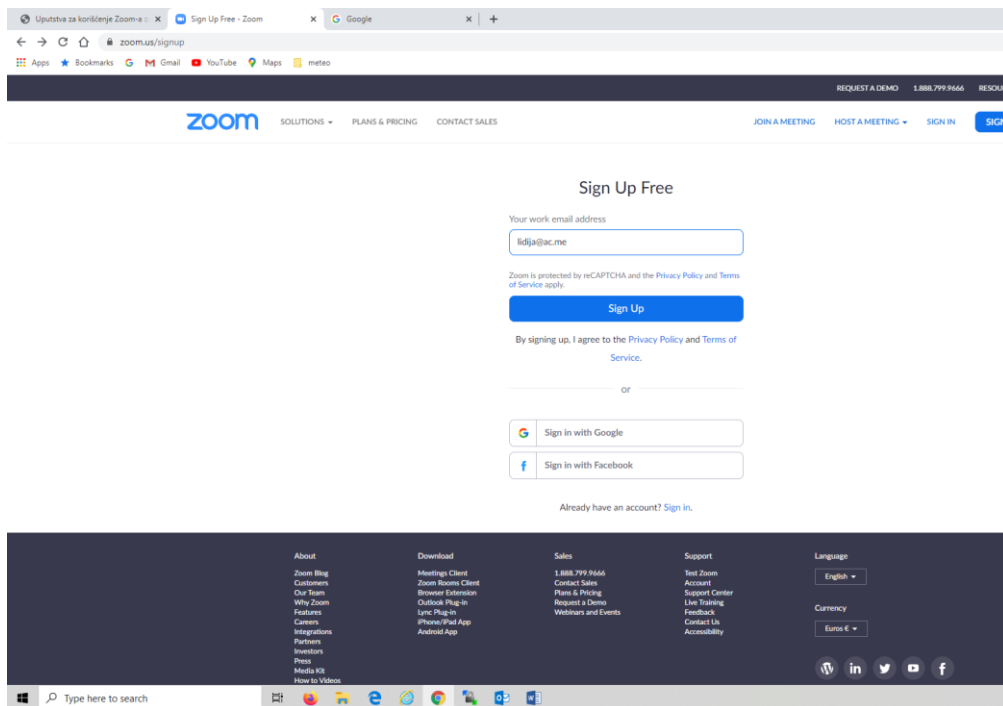 Uputstva za korišćenje Zoom-a
Sign Up Free - Zoom
Google
zoom.us/signup
Apps
Bookmarks
Gmail
YouTube
Maps
meteo
REQUEST A DEMO
1.888.799.9666
RESOU
zoom
SOLUTIONS
PLANS & PRICING
CONTACT SALES
JOIN A MEETING
HOST A MEETING
SIGN IN
SIGN
Sign Up Free
Your work email address
lidija@ac.me
Zoom is protected by reCAPTCHA and the Privacy Policy and Terms
of Service apply.
Sign Up
By signing up, I agree to the Privacy Policy and Terms of
Service.
or
Sign in with Google
Sign in with Facebook
Already have an account? Sign in.
About
Zoom Blog
Customers
Our Team
Why Zoom
Features
Careers
Integrations
Partners
Investors
Press
Media Kit
How to Videos
Download
Meetings Client
Zoom Rooms Client
Browser Extension
Outlook Plug-in
Lync Plug-in
iPhone/iPad App
Android App
Sales
1.888.799.9666
Contact Sales
Plans & Pricing
Request a Demo
Webinars and Events
Support
Test Zoom
Account
Support Center
Live Training
Feedback
Contact Us
Accessibility
Language
English
Currency
Euros €
Type here to search